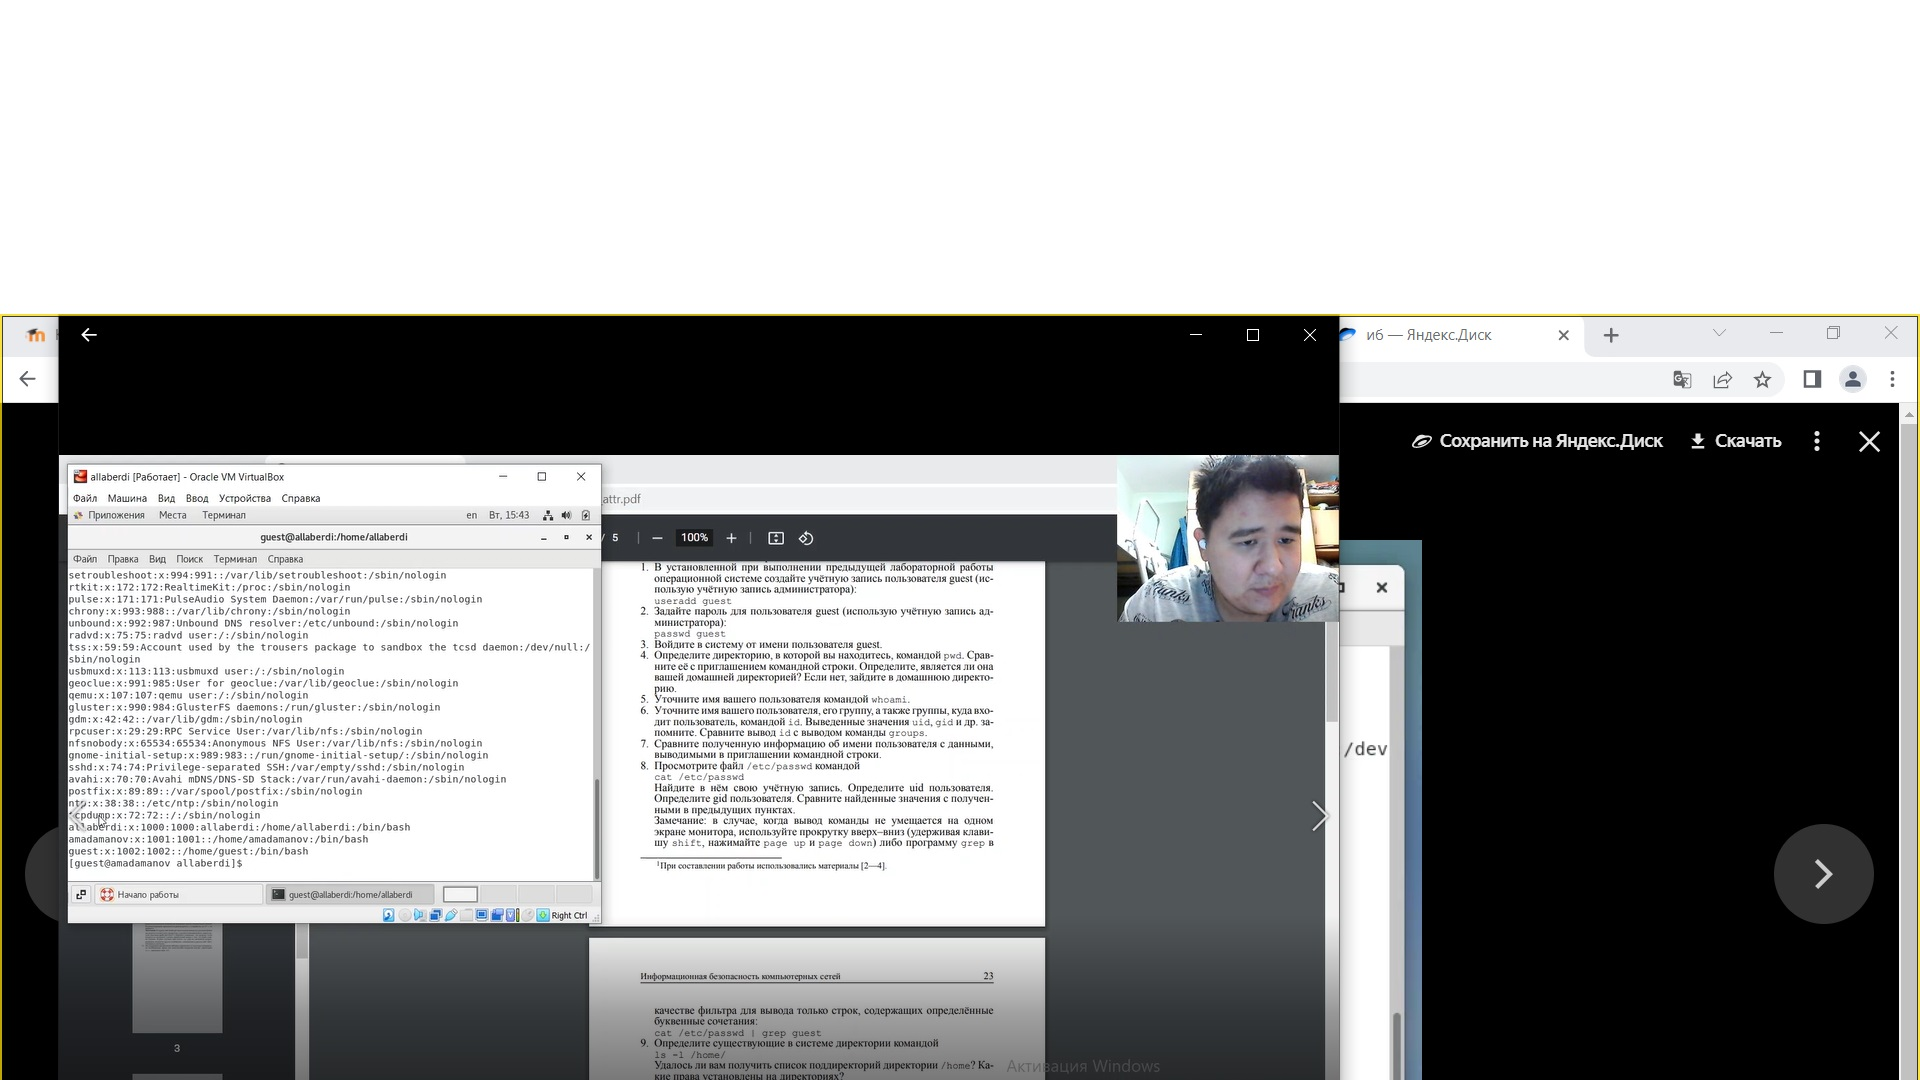 иб — Яндекс.Диск
Сохранить на Яндекс.Диск
Скачать
allaberdi [Работает] - Oracle VM VirtualBox
Файл Машина Вид Ввод Устройства Справка
Приложения Места Терминал en Вт, 15:43
guest@allaberdi:/home/allaberdi
Файл Правка Вид Поиск Терминал Справка
setroubleshoot:x:994:991::/var/lib/setroubleshoot:/sbin/nologin
rtkit:x:172:172:RealtimeKit:/proc:/sbin/nologin
pulse:x:171:171:PulseAudio System Daemon:/var/run/pulse:/sbin/nologin
chrony:x:993:988::/var/lib/chrony:/sbin/nologin
unbound:x:992:987:Unbound DNS resolver:/etc/unbound:/sbin/nologin
radvd:x:75:75:radvd user:/:/sbin/nologin
tss:x:59:59:Account used by the trousers package to sandbox the tcsd daemon:/dev/null:/
sbin/nologin
usbmuxd:x:113:113:usbmuxd user:/:/sbin/nologin
geoclue:x:991:985:User for geoclue:/var/lib/geoclue:/sbin/nologin
qemu:x:107:107:qemu user:/:/sbin/nologin
gluster:x:990:984:GlusterFS daemons:/run/gluster:/sbin/nologin
gdm:x:42:42::/var/lib/gdm:/sbin/nologin
rpcuser:x:29:29:RPC Service User:/var/lib/nfs:/sbin/nologin
nfsnobody:x:65534:65534:Anonymous NFS User:/var/lib/nfs:/sbin/nologin
gnome-initial-setup:x:989:983::/run/gnome-initial-setup/:/sbin/nologin
sshd:x:74:74:Privilege-separated SSH:/var/empty/sshd:/sbin/nologin
avahi:x:70:70:Avahi mDNS/DNS-SD Stack:/var/run/avahi-daemon:/sbin/nologin
postfix:x:89:89::/var/spool/postfix:/sbin/nologin
ntp:x:38:38::/etc/ntp:/sbin/nologin
tcpdump:x:72:72::/:/sbin/nologin
allaberdi:x:1000:1000:allaberdi:/home/allaberdi:/bin/bash
amadamanov:x:1001:1001::/home/amadamanov:/bin/bash
guest:x:1002:1002::/home/guest:/bin/bash
[guest@amadamanov allaberdi]$
Начало работы
guest@allaberdi:/home/allaberdi
Right Ctrl
attr.pdf
/ 5 100%
1. В установленной при выполнении предыдущей лабораторной работы
операционной системе создайте учётную запись пользователя guest (ис-
пользую учётную запись администратора):
useradd guest
2. Задайте пароль для пользователя guest (использую учётную запись ад-
министратора):
passwd guest
3. Войдите в систему от имени пользователя guest.
4. Определите директорию, в которой вы находитесь, командой pwd. Срав-
ните её с приглашением командной строки. Определите, является ли она
вашей домашней директорией? Если нет, зайдите в домашнюю директо-
рию.
5. Уточните имя вашего пользователя командой whoami.
6. Уточните имя вашего пользователя, его группу, а также группы, куда вхо-
дит пользователь, командой id. Выведенные значения uid, gid и др. за-
помните. Сравните вывод id с выводом команды groups.
7. Сравните полученную информацию об имени пользователя с данными,
выводимыми в приглашении командной строки.
8. Просмотрите файл /etc/passwd командой
cat /etc/passwd
Найдите в нём свою учётную запись. Определите uid пользователя.
Определите gid пользователя. Сравните найденные значения с получен-
ными в предыдущих пунктах.
Замечание: в случае, когда вывод команды не умещается на одном
экране монитора, используйте прокрутку вверх–вниз (удерживая клави-
шу shift, нажимайте page up и page down) либо программу grep в
1При составлении работы использовались материалы [2—4].
Информационная безопасность компьютерных сетей 23
качестве фильтра для вывода только строк, содержащих определённые
буквенные сочетания:
cat /etc/passwd | grep guest
9. Определите существующие в системе директории командой
ls -l /home/
Удалось ли вам получить список поддиректорий директории /home? Ка-
кие права установлены на директориях?
3
/dev
Активация Windows